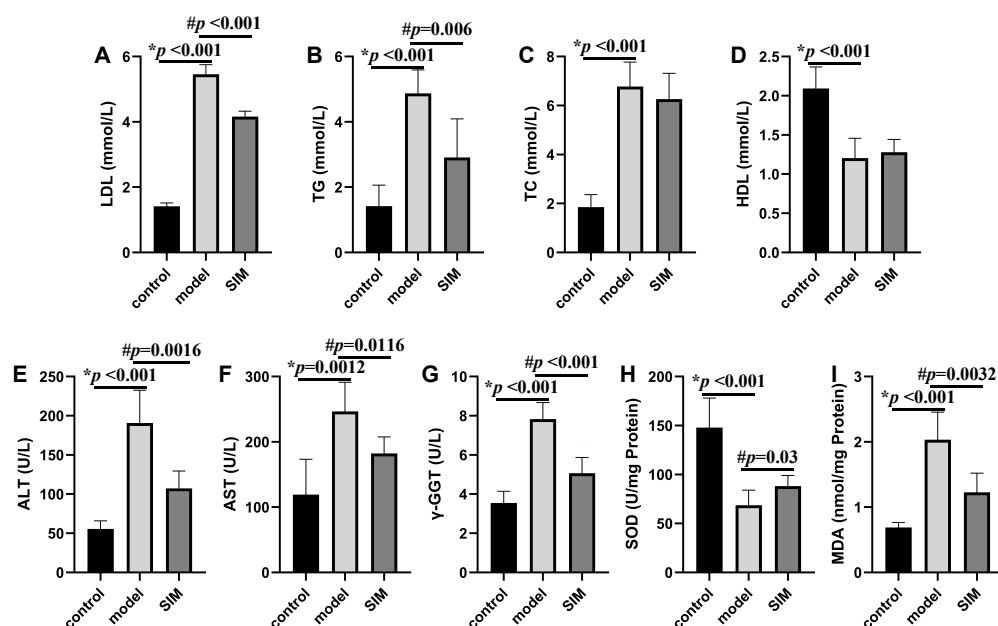 A
#p <0.001
*p <0.001
LDL (mmol/L)
6
4
2
0
control
model
SIM
B
#p=0.006
*p <0.001
TG (mmol/L)
6
4
2
0
control
model
SIM
C
*p <0.001
TC (mmol/L)
8
6
4
2
0
control
model
SIM
D
*p <0.001
HDL (mmol/L)
2.5
2.0
1.5
1.0
0.5
0.0
control
model
SIM
E
#p=0.0016
*p <0.001
ALT (U/L)
250
200
150
100
50
0
control
model
SIM
F
#p=0.0116
*p=0.0012
AST (U/L)
300
200
100
0
control
model
SIM
G
#p <0.001
*p <0.001
γ-GGT (U/L)
10
8
6
4
2
0
control
model
SIM
H
*p <0.001
#p=0.03
SOD (U/mg Protein)
200
150
100
50
0
control
model
SIM
I
#p=0.0032
*p <0.001
MDA (nmol/mg Protein)
3
2
1
0
control
model
SIM